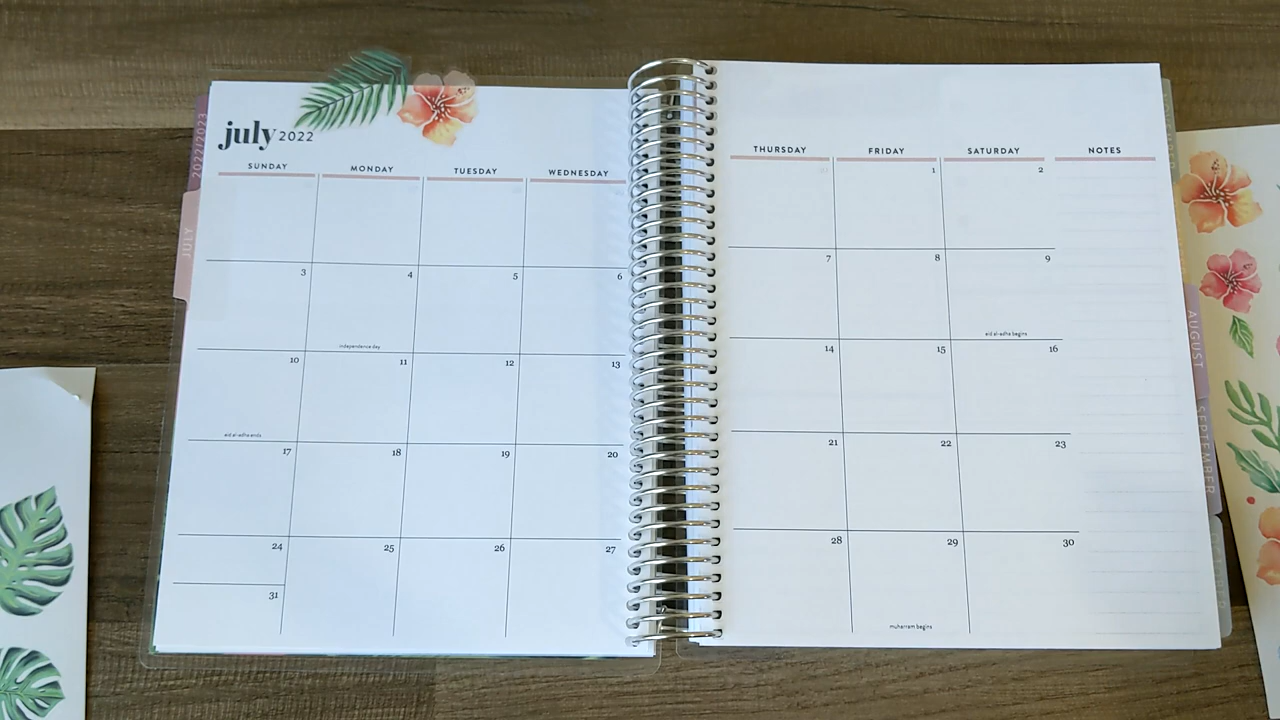 july 2022
SUNDAY MONDAY TUESDAY WEDNESDAY THURSDAY FRIDAY SATURDAY NOTES
1 2
3 4 5 6 7 8 9
independence day eid al-adha begins
10 11 12 13 14 15 16
eid al-adha ends
17 18 19 20 21 22 23
24 25 26 27 28 29 30
31
muharram begins
2022/2023
JULY
AUGUST
SEPTEMBER